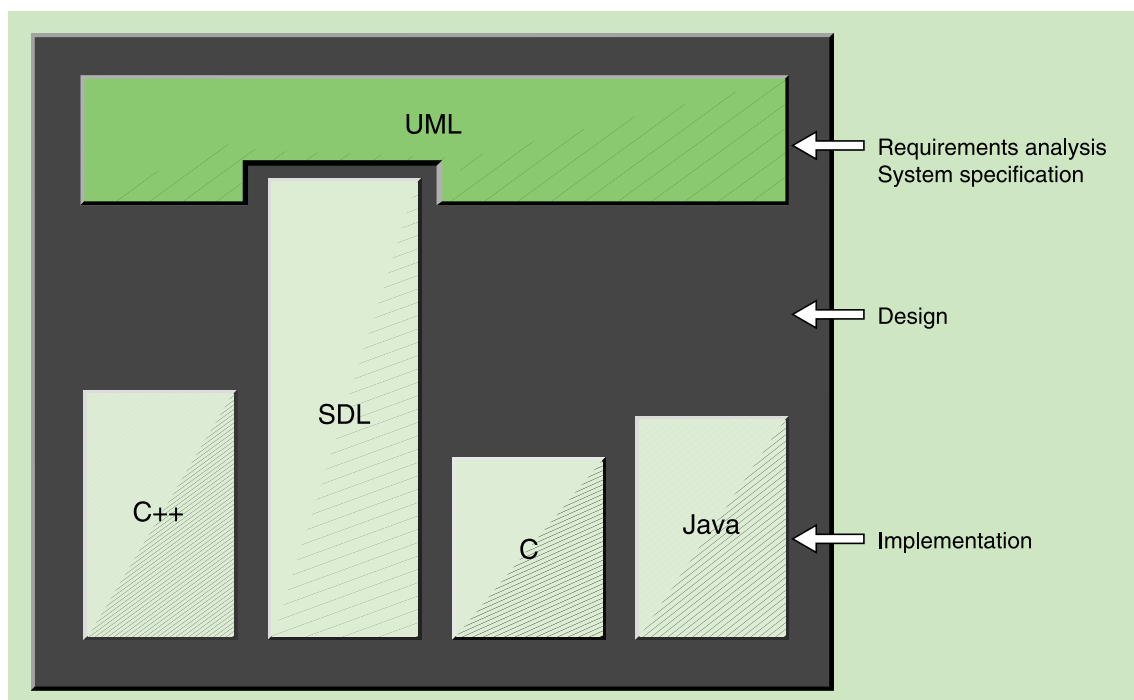 UML
Requirements analysis
System specification
Design
SDL
C++
C
Java
Implementation